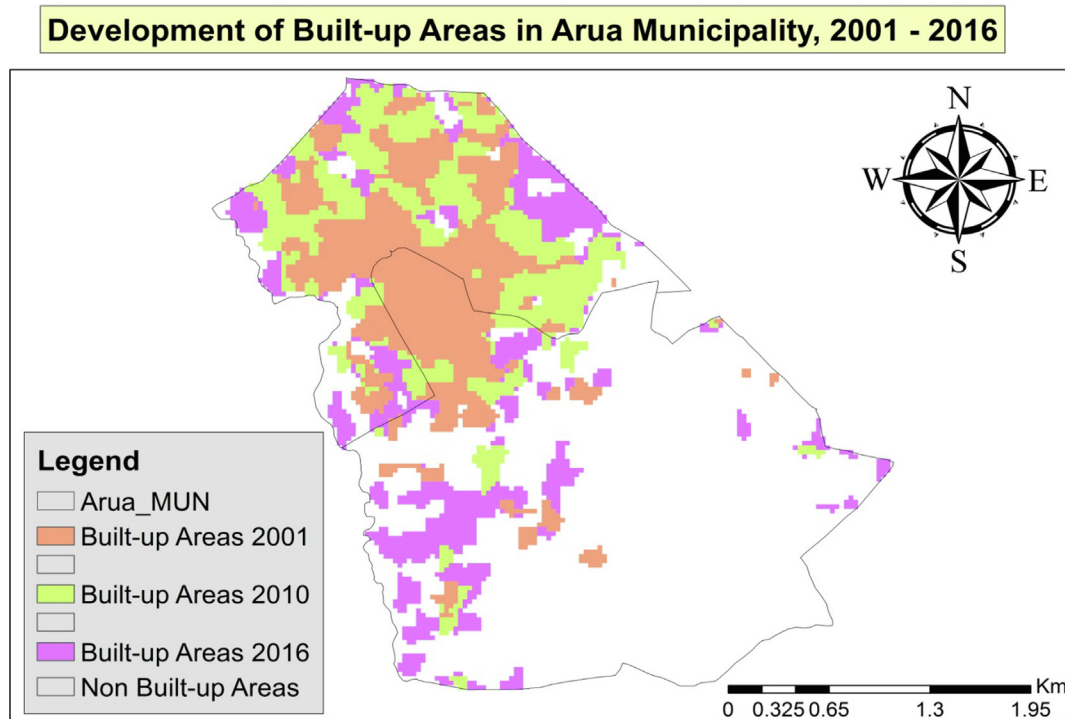 Development of Built-up Areas in Arua Municipality, 2001 - 2016
N
W E
S
Legend
Arua_MUN
Built-up Areas 2001
Built-up Areas 2010
Built-up Areas 2016
Non Built-up Areas
Km
0 0.325 0.65 1.3 1.95